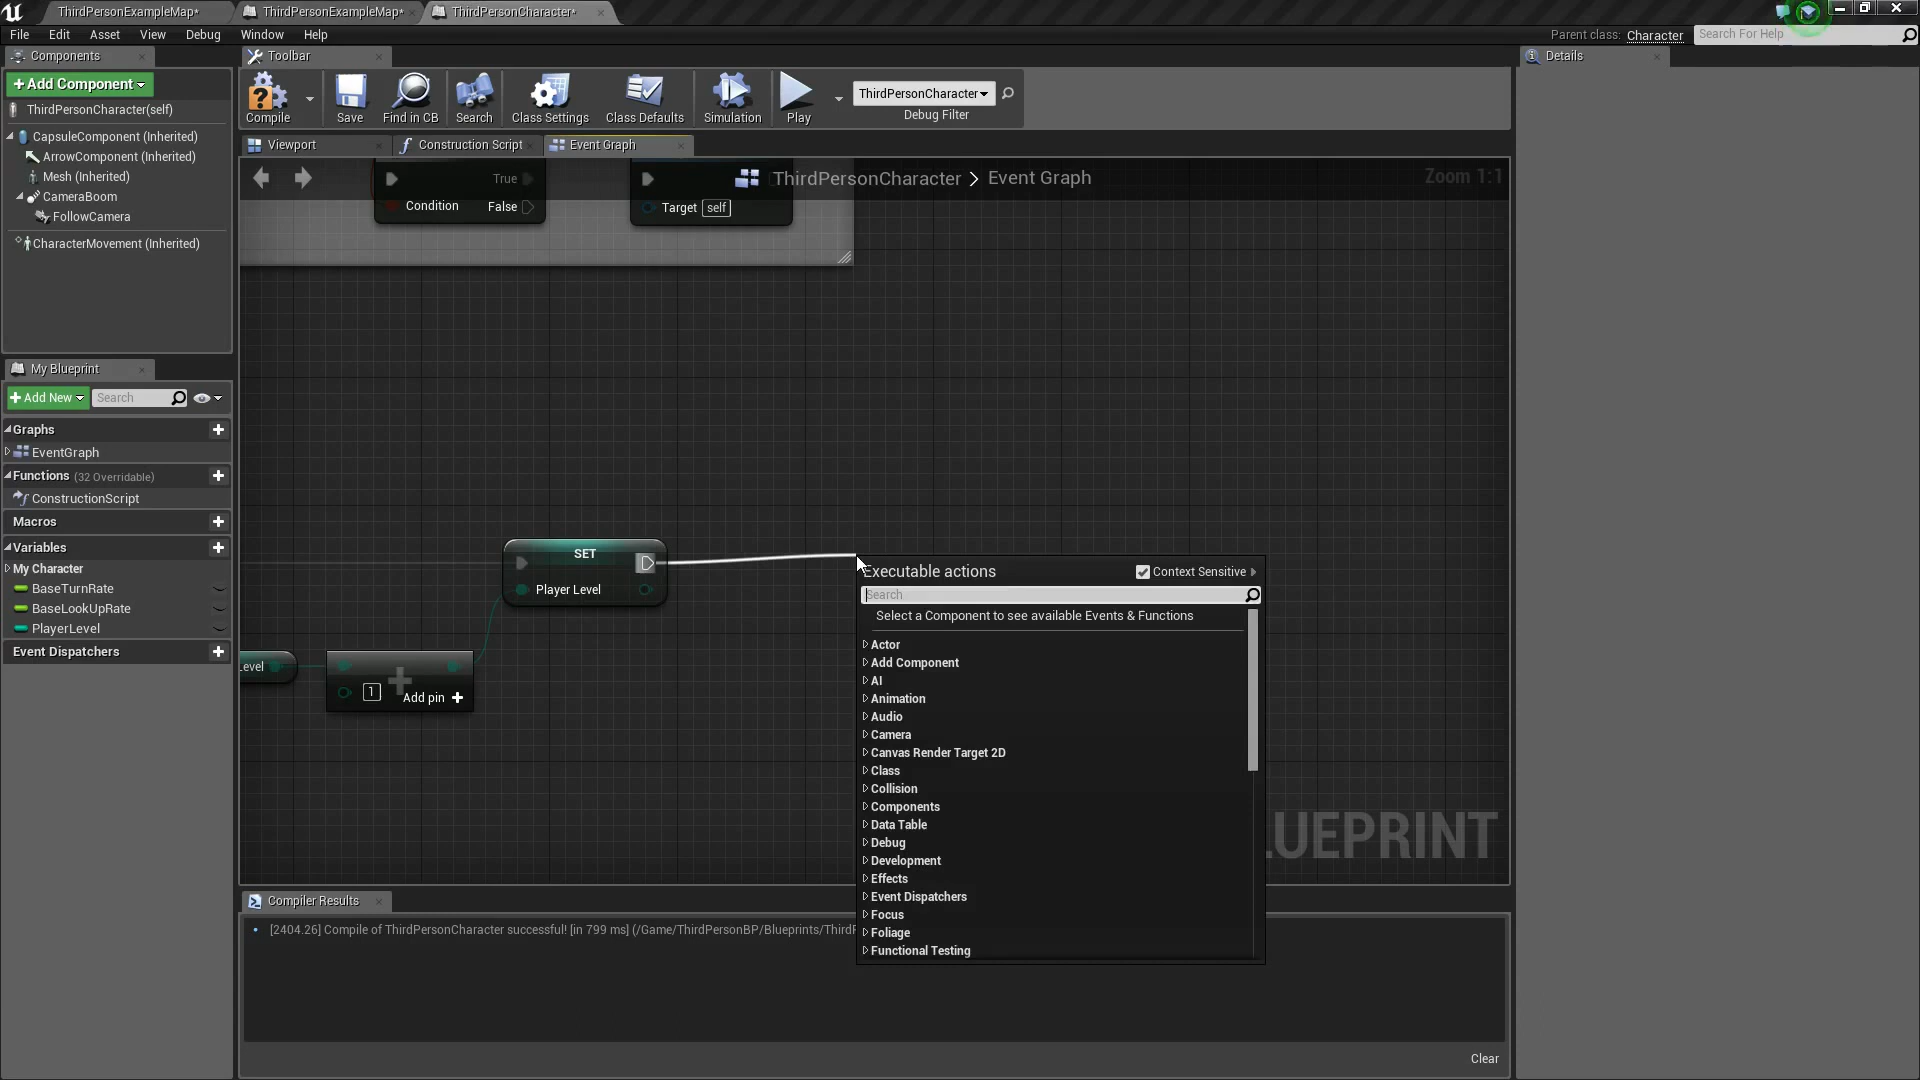 ThirdPersonExampleMap*
ThirdPersonExampleMap*
ThirdPersonCharacter*
File Edit Asset View Debug Window Help
Parent class: Character
Search For Help
Components
Toolbar
Details
+Add Component
ThirdPersonCharacter(self)
CapsuleComponent (Inherited)
ArrowComponent (Inherited)
Mesh (Inherited)
CameraBoom
FollowCamera
CharacterMovement (Inherited)
Compile
Save
Find in CB
Search
Class Settings
Class Defaults
Simulation
Play
ThirdPersonCharacter
Debug Filter
Viewport
Construction Script
Event Graph
ThirdPersonCharacter > Event Graph
Zoom 1:1
True
Condition
False
Target self
My Blueprint
+Add New
Search
Graphs
EventGraph
Functions (32 Overridable)
ConstructionScript
Macros
Variables
My Character
BaseTurnRate
BaseLookUpRate
PlayerLevel
Event Dispatchers
SET
Player Level
Level
1
Add pin +
Executable actions
Context Sensitive
Search
Select a Component to see available Events & Functions
Actor
Add Component
AI
Animation
Audio
Camera
Canvas Render Target 2D
Class
Collision
Components
Data Table
Debug
Development
Effects
Event Dispatchers
Focus
Foliage
Functional Testing
LUEPRINT
Compiler Results
[2404.26] Compile of ThirdPersonCharacter successful! [in 799 ms] (/Game/ThirdPersonBP/Blueprints/ThirdP
Clear